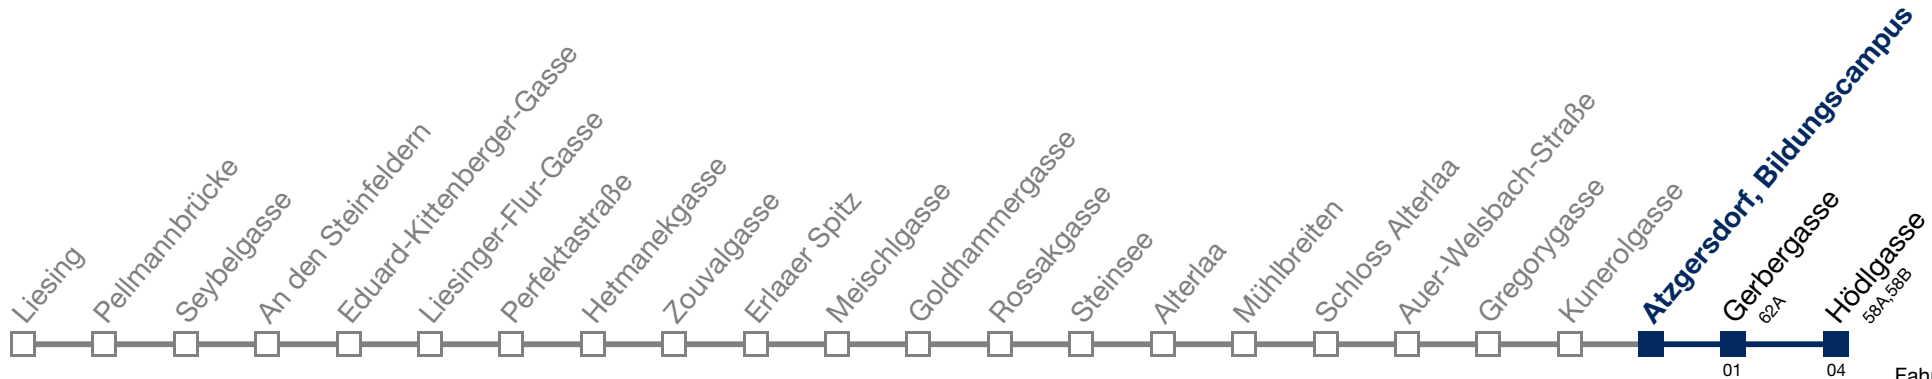 Liesing
Pellmannbrücke
Seybelgasse
An den Steinfeldern
Eduard-Kittenberger-Gasse
Liesinger-Flur-Gasse
Perfektastraße
Hetmanekgasse
Zouvalgasse
Erlaaer Spitz
Meischlgasse
Goldhammergasse
Rossakgasse
Steinsee
Alterlaa
Mühlbreiten
Schloss Alterlaa
Auer-Welsbach-Straße
Gregorygasse
Kunerolgasse
Atzgersdorf, Bildungscampus
Gerbergasse
62A
Hödlgasse
58A,58B
01
04